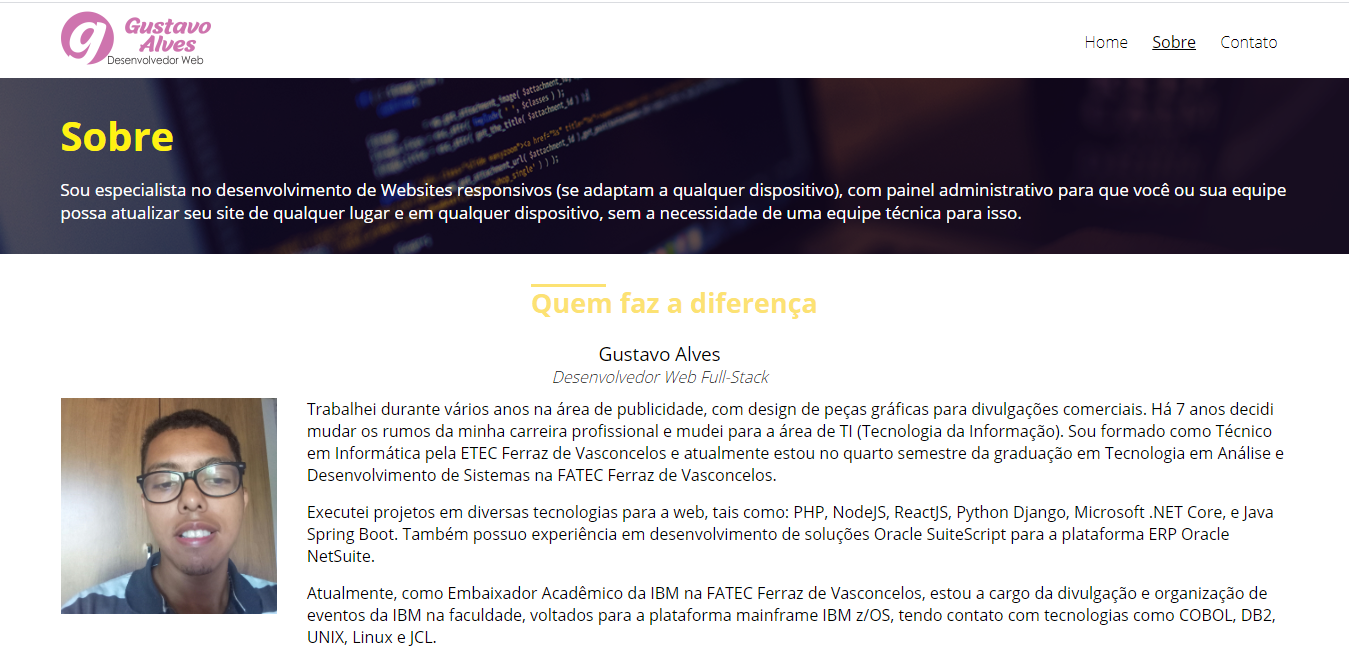 Gustavo
Alves
Desenvolvedor Web
Home Sobre Contato
Sobre
Sou especialista no desenvolvimento de Websites responsivos (se adaptam a qualquer dispositivo), com painel administrativo para que você ou sua equipe
possa atualizar seu site de qualquer lugar e em qualquer dispositivo, sem a necessidade de uma equipe técnica para isso.
Quem faz a diferença
Gustavo Alves
Desenvolvedor Web Full-Stack
Trabalhei durante vários anos na área de publicidade, com design de peças gráficas para divulgações comerciais. Há 7 anos decidi
mudar os rumos da minha carreira profissional e mudei para a área de TI (Tecnologia da Informação). Sou formado como Técnico
em Informática pela ETEC Ferraz de Vasconcelos e atualmente estou no quarto semestre da graduação em Tecnologia em Análise e
Desenvolvimento de Sistemas na FATEC Ferraz de Vasconcelos.
Executei projetos em diversas tecnologias para a web, tais como: PHP, NodeJS, ReactJS, Python Django, Microsoft .NET Core, e Java
Spring Boot. Também possuo experiência em desenvolvimento de soluções Oracle SuiteScript para a plataforma ERP Oracle
NetSuite.
Atualmente, como Embaixador Acadêmico da IBM na FATEC Ferraz de Vasconcelos, estou a cargo da divulgação e organização de
eventos da IBM na faculdade, voltados para a plataforma mainframe IBM z/OS, tendo contato com tecnologias como COBOL, DB2,
UNIX, Linux e JCL.